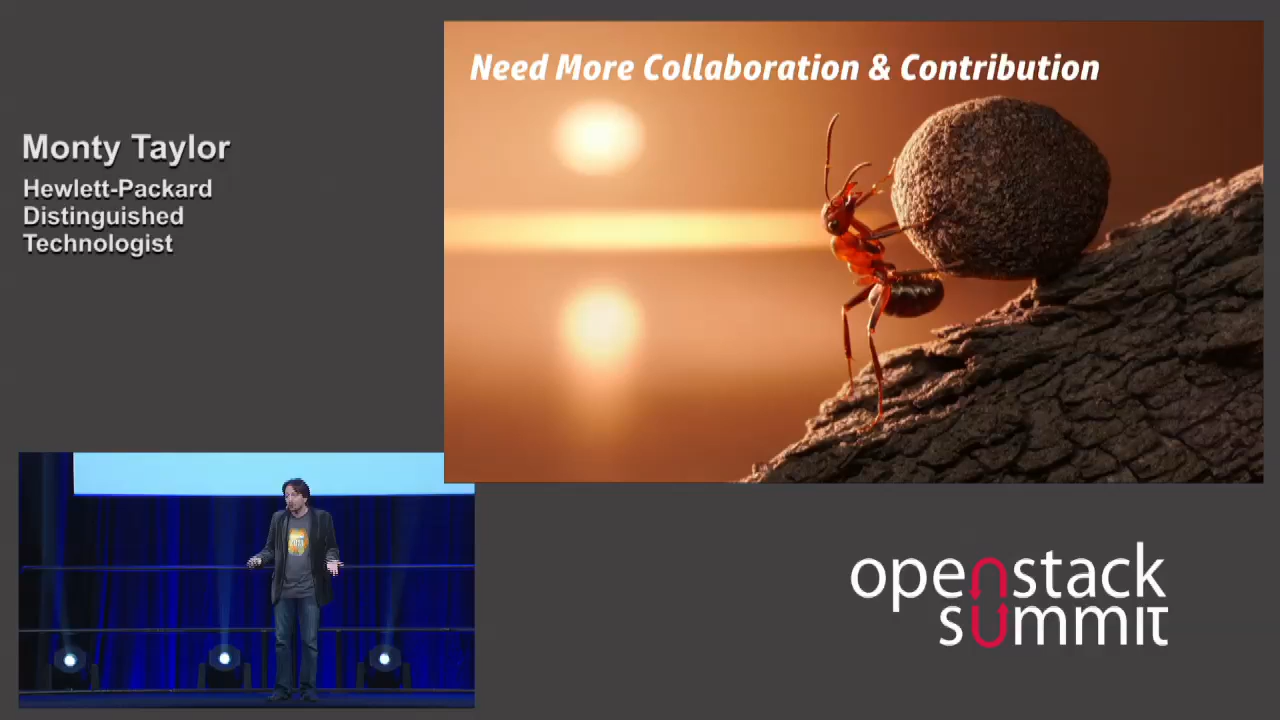 Need More Collaboration & Contribution
Monty Taylor
Hewlett-Packard
Distinguished
Technologist
openstack
summit